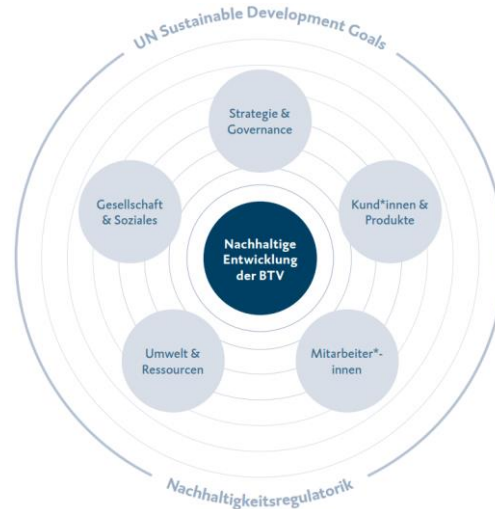 UN Sustainable Development Goals
Strategie &
Governance
Gesellschaft
& Soziales
Kund*innen &
Produkte
Nachhaltige
Entwicklung
der BTV
Umwelt &
Ressourcen
Mitarbeiter*-
innen
Nachhaltigkeitsregulatorik